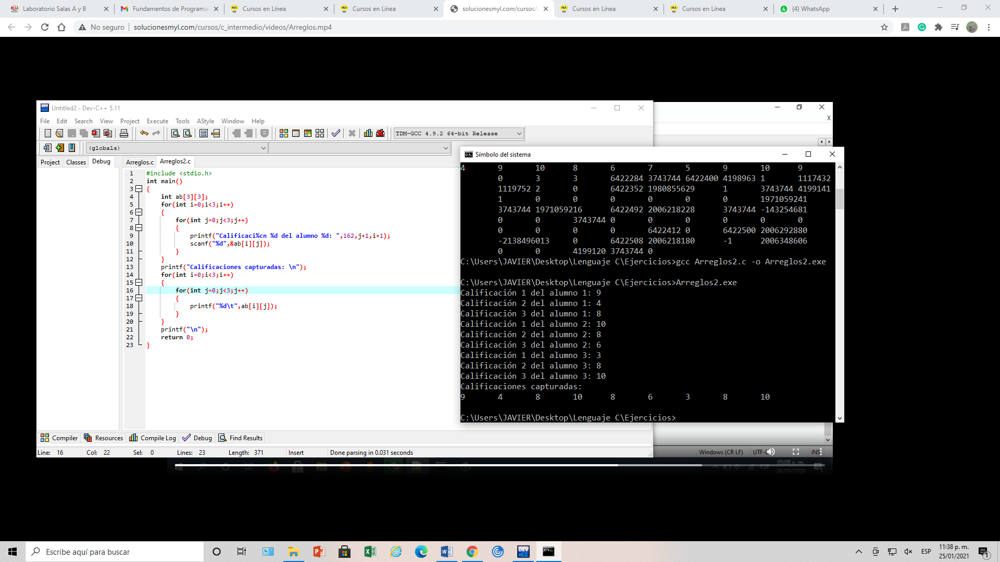 Laboratorio Salas A y B
Fundamentos de Programac
Cursos en Línea
Cursos en Línea
solucionesmyl.com/cursos/c
Cursos en Línea
Cursos en Línea
(4) WhatsApp
No seguro
solucionesmyl.com/cursos/c_intermedio/videos/Arreglos.mp4
Untitled2 - Dev-C++ 5.11
File Edit Search View Project Execute Tools AStyle Window Help
TDM-GCC 4.9.2 64-bit Release
(globals)
Project Classes Debug
Arreglos.c Arreglos2.c
1 #include <stdio.h>
2 int main()
3 {
4 int ab[3][3];
5 for(int i=0;i<3;i++)
6 {
7 for(int j=0;j<3;j++)
8 {
9 printf("Calificaci%cn %d del alumno %d: ",162,j+1,i+1);
10 scanf("%d",&ab[i][j]);
11 }
12 }
13 printf("Calificaciones capturadas: \n");
14 for(int i=0;i<3;i++)
15 {
16 for(int j=0;j<3;j++)
17 {
18 printf("%d\t",ab[i][j]);
19 }
20 }
21 printf("\n");
22 return 0;
23 }
Compiler Resources Compile Log Debug Find Results
Line: 16 Col: 22 Sel: 0 Lines: 23 Length: 371 Insert Done parsing in 0.031 seconds
Símbolo del sistema
4 9 10 8 6 7 5 9 10 9
0 3 3 6422284 3743744 6422400 4198963 1 1117432
1119752 2 0 6422352 1980855629 1 3743744 4199141
1 0 0 0 0 0 0 1971059241
3743744 1971059216 6422492 2006218228 3743744 -143254681
0 0 3743744 0 0 0 0 0 0
0 0 0 0 6422412 0 6422500 2006292880
-2138496013 0 6422508 2006218180 -1 2006348606
0 0 4199120 3743744 0
C:\Users\JAVIER\Desktop\Lenguaje C\Ejercicios>gcc Arreglos2.c -o Arreglos2.exe
C:\Users\JAVIER\Desktop\Lenguaje C\Ejercicios>Arreglos2.exe
Calificación 1 del alumno 1: 9
Calificación 2 del alumno 1: 4
Calificación 3 del alumno 1: 8
Calificación 1 del alumno 2: 10
Calificación 2 del alumno 2: 8
Calificación 3 del alumno 2: 6
Calificación 1 del alumno 3: 3
Calificación 2 del alumno 3: 8
Calificación 3 del alumno 3: 10
Calificaciones capturadas:
9 4 8 10 8 6 3 8 10
C:\Users\JAVIER\Desktop\Lenguaje C\Ejercicios>
Windows (CR LF) INS
05:08 a. m.
06/09/2020
Escribe aquí para buscar
ESP
11:38 p. m.
25/01/2021
1